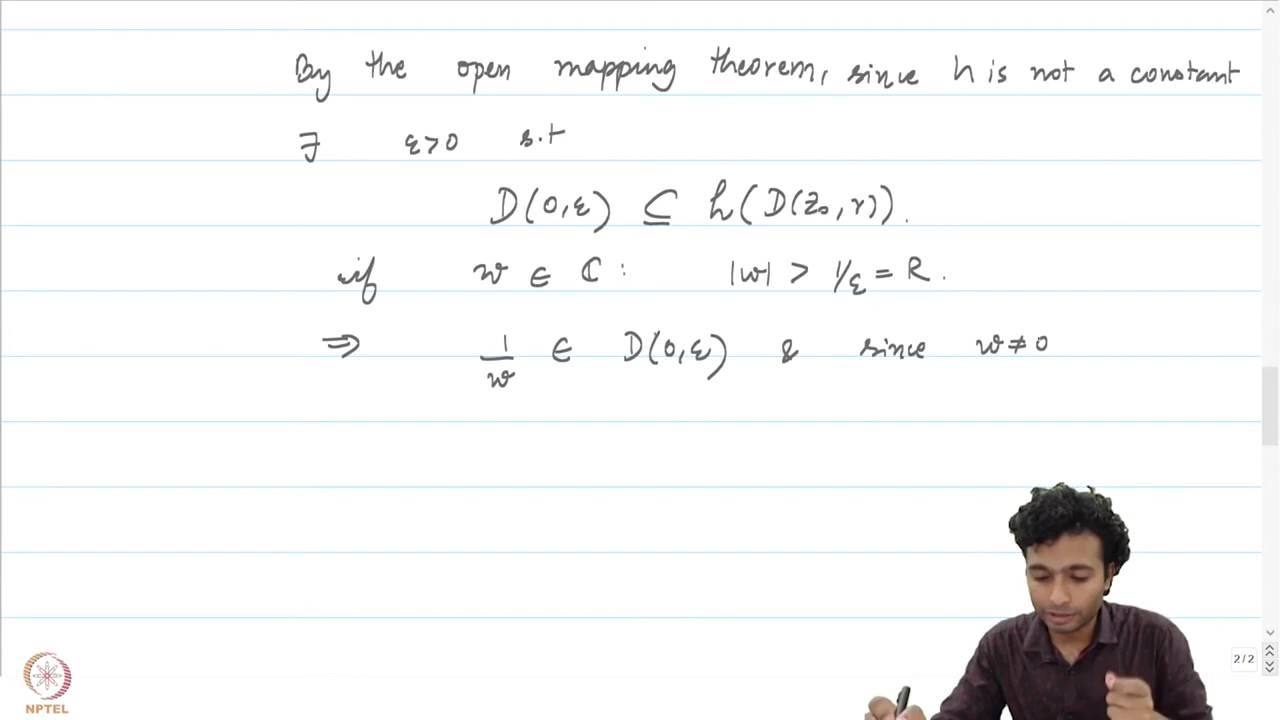 By the open mapping theorem, since h is not a constant
∃ ε>0 s.t
D(0,ε) ⊆ h(D(z₀,r)).
if w ∈ ℂ : |w| > 1/ε = R.
⇒ 1/w ∈ D(0,ε) & since w≠0
2/2
NPTEL